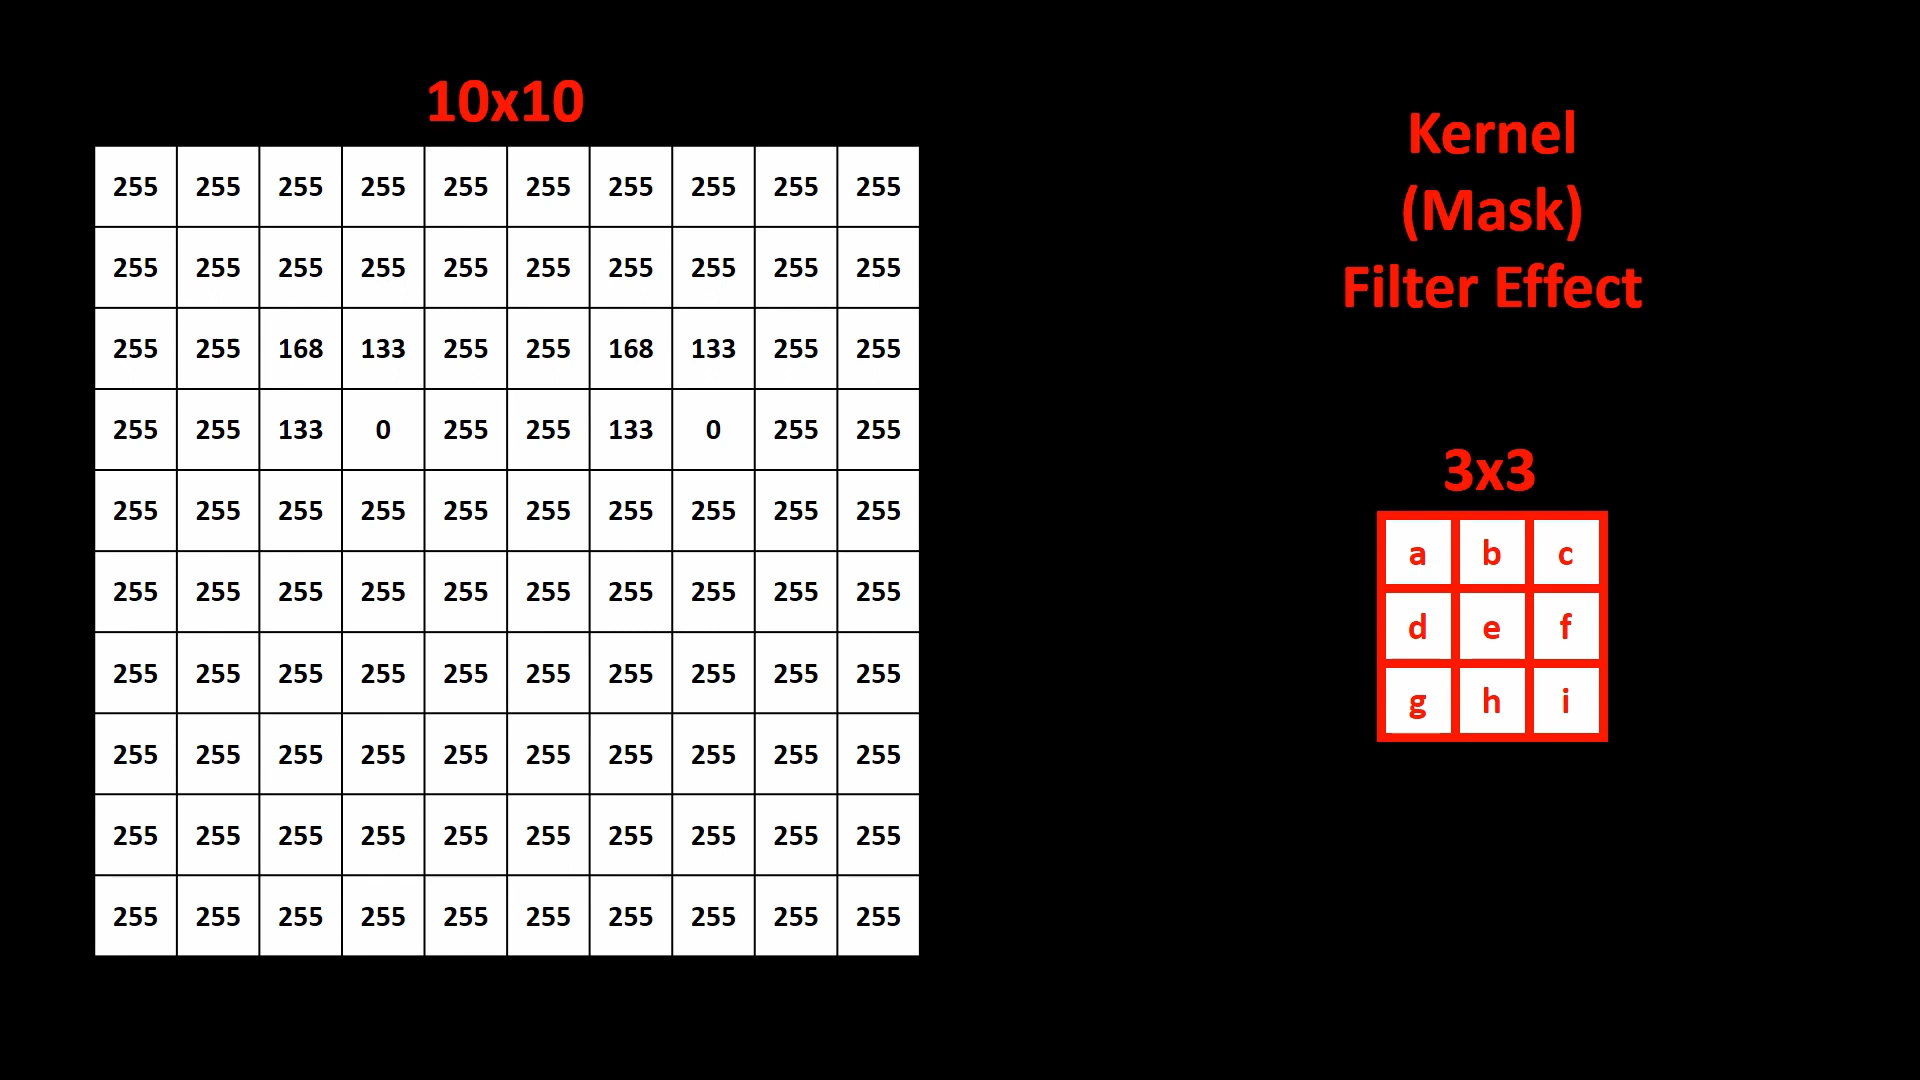 10x10
255 255 255 255 255 255 255 255 255 255
255 255 255 255 255 255 255 255 255 255
255 255 168 133 255 255 168 133 255 255
255 255 133 0 255 255 133 0 255 255
255 255 255 255 255 255 255 255 255 255
255 255 255 255 255 255 255 255 255 255
255 255 255 255 255 255 255 255 255 255
255 255 255 255 255 255 255 255 255 255
255 255 255 255 255 255 255 255 255 255
255 255 255 255 255 255 255 255 255 255
Kernel
(Mask)
Filter Effect
3x3
a b c
d e f
g h i